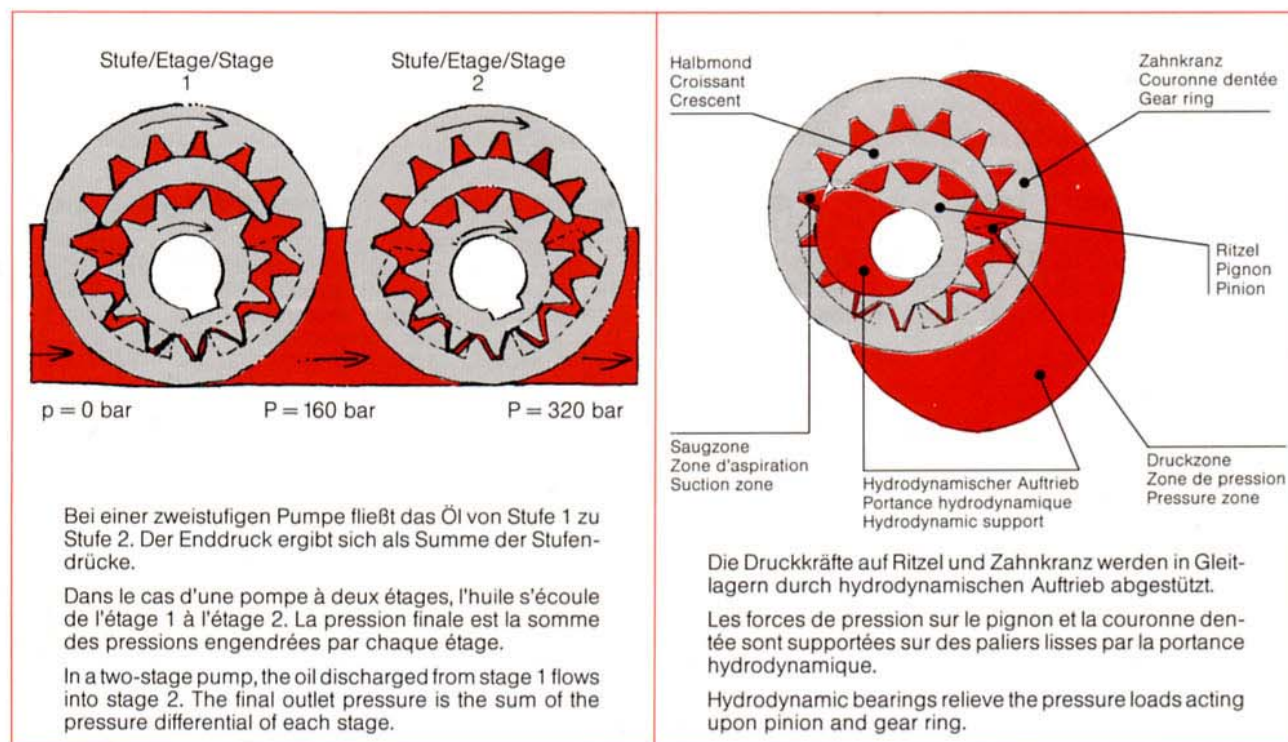 Stufe/Etage/Stage
1
Stufe/Etage/Stage
2
p = 0 bar
P = 160 bar
P = 320 bar
Bei einer zweistufigen Pumpe fließt das Öl von Stufe 1 zu
Stufe 2. Der Enddruck ergibt sich als Summe der Stufen-
drücke.
Dans le cas d'une pompe à deux étages, l'huile s'écoule
de l'étage 1 à l'étage 2. La pression finale est la somme
des pressions engendrées par chaque étage.
In a two-stage pump, the oil discharged from stage 1 flows
into stage 2. The final outlet pressure is the sum of the
pressure differential of each stage.
Halbmond
Croissant
Crescent
Zahnkranz
Couronne dentée
Gear ring
Ritzel
Pignon
Pinion
Saugzone
Zone d'aspiration
Suction zone
Hydrodynamischer Auftrieb
Portance hydrodynamique
Hydrodynamic support
Druckzone
Zone de pression
Pressure zone
Die Druckkräfte auf Ritzel und Zahnkranz werden in Gleit-
lagern durch hydrodynamischen Auftrieb abgestützt.
Les forces de pression sur le pignon et la couronne den-
tée sont supportées sur des paliers lisses par la portance
hydrodynamique.
Hydrodynamic bearings relieve the pressure loads acting
upon pinion and gear ring.